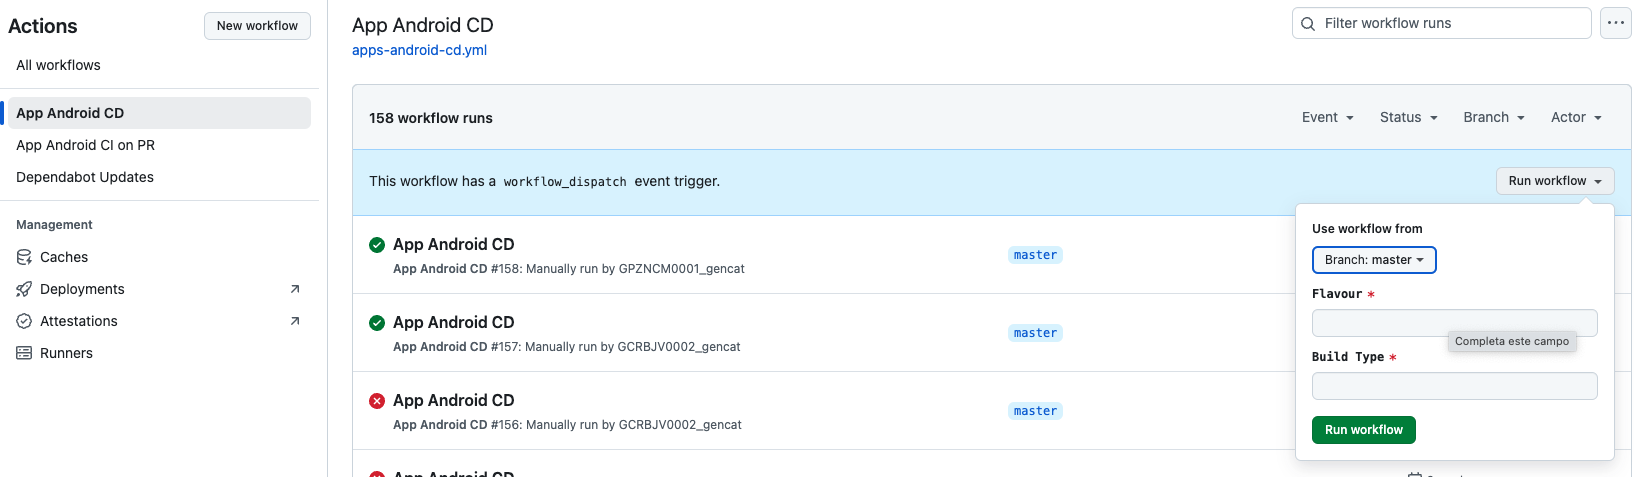 Actions
New workflow
All workflows
App Android CD
App Android CI on PR
Dependabot Updates
Management
Caches
Deployments
Attestations
Runners
App Android CD
apps-android-cd.yml
Filter workflow runs
158 workflow runs
Event
Status
Branch
Actor
This workflow has a workflow_dispatch event trigger.
Run workflow
App Android CD
App Android CD #158: Manually run by GPZNCM0001_gencat
master
App Android CD
App Android CD #157: Manually run by GCRBJV0002_gencat
master
App Android CD
App Android CD #156: Manually run by GCRBJV0002_gencat
master
App Android CD
Use workflow from
Branch: master
Flavour *
Completa este campo
Build Type *
Run workflow